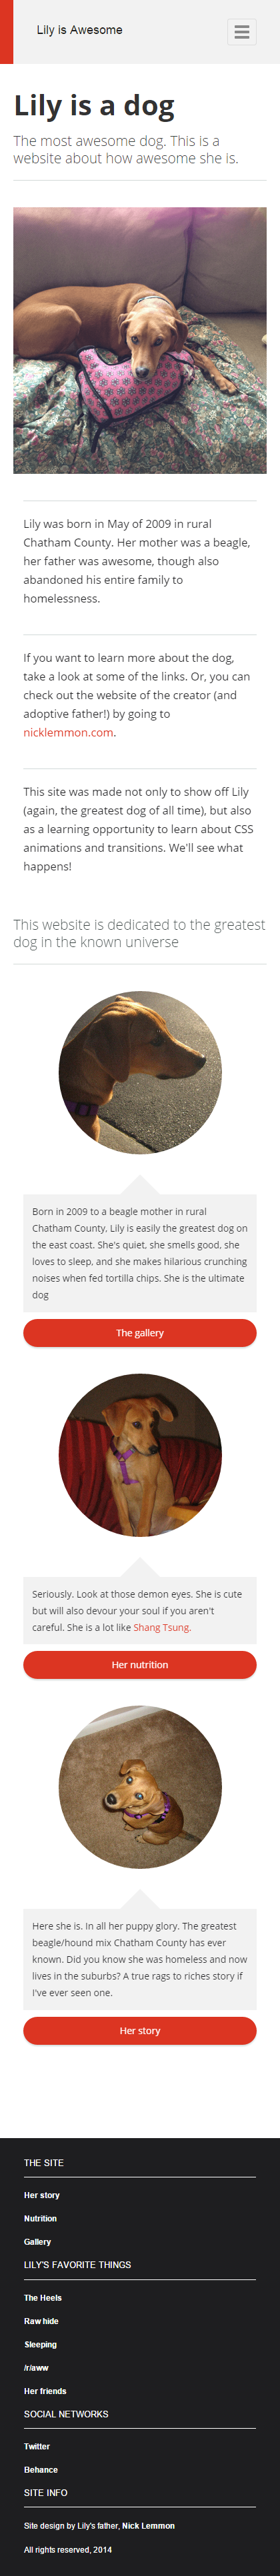 Lily is Awesome
Lily is a dog
The most awesome dog. This is a
website about how awesome she is.
Lily was born in May of 2009 in rural
Chatham County. Her mother was a beagle,
her father was awesome, though also
abandoned his entire family to
homelessness.
If you want to learn more about the dog,
take a look at some of the links. Or, you can
check out the website of the creator (and
adoptive father!) by going to
nicklemmon.com.
This site was made not only to show off Lily
(again, the greatest dog of all time), but also
as a learning opportunity to learn about CSS
animations and transitions. We'll see what
happens!
This website is dedicated to the greatest
dog in the known universe
Born in 2009 to a beagle mother in rural
Chatham County, Lily is easily the greatest dog on
the east coast. She's quiet, she smells good, she
loves to sleep, and she makes hilarious crunching
noises when fed tortilla chips. She is the ultimate
dog
The gallery
Seriously. Look at those demon eyes. She is cute
but will also devour your soul if you aren't
careful. She is a lot like Shang Tsung.
Her nutrition
Here she is. In all her puppy glory. The greatest
beagle/hound mix Chatham County has ever
known. Did you know she was homeless and now
lives in the suburbs? A true rags to riches story if
I've ever seen one.
Her story
THE SITE
Her story
Nutrition
Gallery
LILY'S FAVORITE THINGS
The Heels
Raw hide
Sleeping
/r/aww
Her friends
SOCIAL NETWORKS
Twitter
Behance
SITE INFO
Site design by Lily's father, Nick Lemmon
All rights reserved, 2014